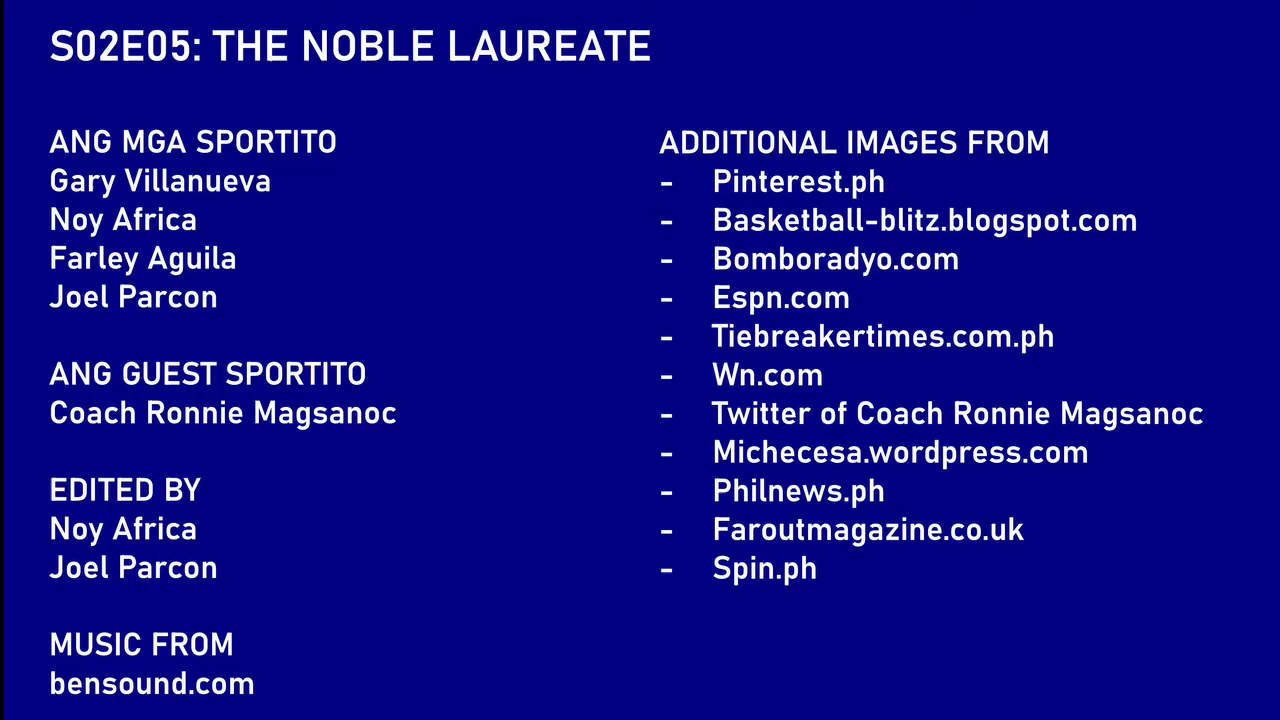 S02E05: THE NOBLE LAUREATE
ANG MGA SPORTITO
Gary Villanueva
Noy Africa
Farley Aguila
Joel Parcon
ANG GUEST SPORTITO
Coach Ronnie Magsanoc
EDITED BY
Noy Africa
Joel Parcon
MUSIC FROM
bensound.com
ADDITIONAL IMAGES FROM
- Pinterest.ph
- Basketball-blitz.blogspot.com
- Bomboradyo.com
- Espn.com
- Tiebreakertimes.com.ph
- Wn.com
- Twitter of Coach Ronnie Magsanoc
- Michecesa.wordpress.com
- Philnews.ph
- Faroutmagazine.co.uk
- Spin.ph